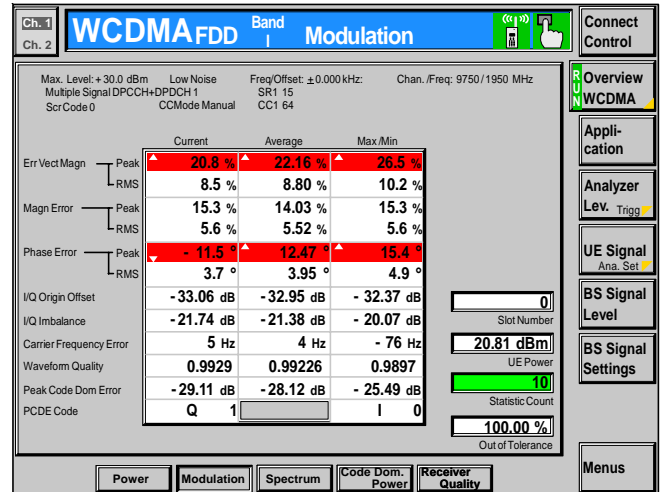 Ch. 1
Ch. 2
WCDMA FDD Band I Modulation
Connect Control
Max. Level: + 30.0 dBm Low Noise Freq/Offset: ± 0.000 kHz: Chan. /Freq: 9750 / 1950 MHz
Multiple Signal DPCCH+DPDCH 1 SR1 15
Scr Code 0 CCMode Manual CC1 64
RUN Overview WCDMA
Appli-cation
Current Average Max./Min
Err Vect Magn Peak 20.8 % 22.16 % 26.5 %
RMS 8.5 % 8.80 % 10.2 %
Magn Error Peak 15.3 % 14.03 % 15.3 %
RMS 5.6 % 5.52 % 5.6 %
Phase Error Peak - 11.5 ° 12.47 ° 15.4 °
RMS 3.7 ° 3.95 ° 4.9 °
I/Q Origin Offset - 33.06 dB - 32.95 dB - 32.37 dB
I/Q Imbalance - 21.74 dB - 21.38 dB - 20.07 dB
Carrier Frequency Error 5 Hz 4 Hz - 76 Hz
Waveform Quality 0.9929 0.99226 0.9897
Peak Code Dom Error - 29.11 dB - 28.12 dB - 25.49 dB
PCDE Code Q 1 I 0
0
Slot Number
20.81 dBm
UE Power
10
Statistic Count
100.00 %
Out of Tolerance
Analyzer
Lev. Trigg
UE Signal
Ana. Set
BS Signal
Level
BS Signal
Settings
Menus
Power Modulation Spectrum Code Dom. Power Receiver Quality